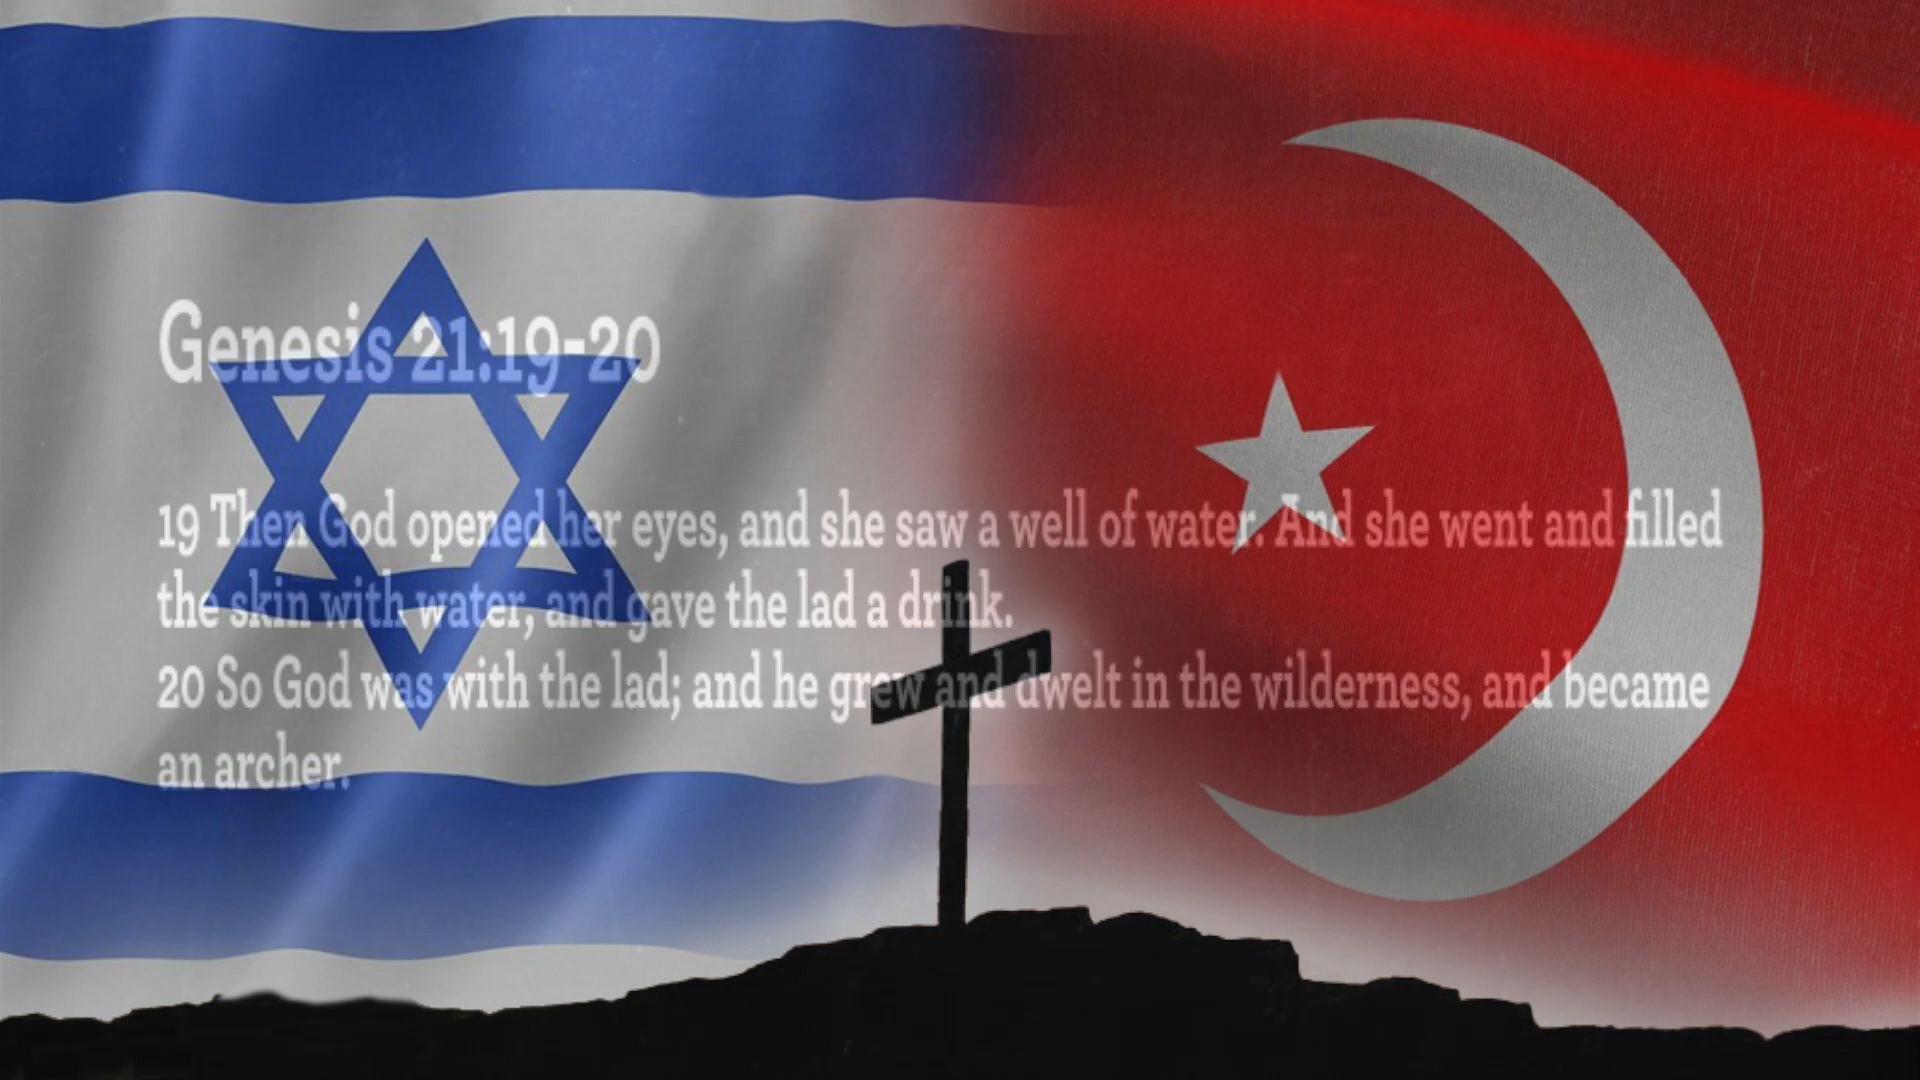 Genesis 21:19-20
19 Then God opened her eyes, and she saw a well of water. And she went and filled
the skin with water, and gave the lad a drink.
20 So God was with the lad; and he grew and dwelt in the wilderness, and became
an archer.